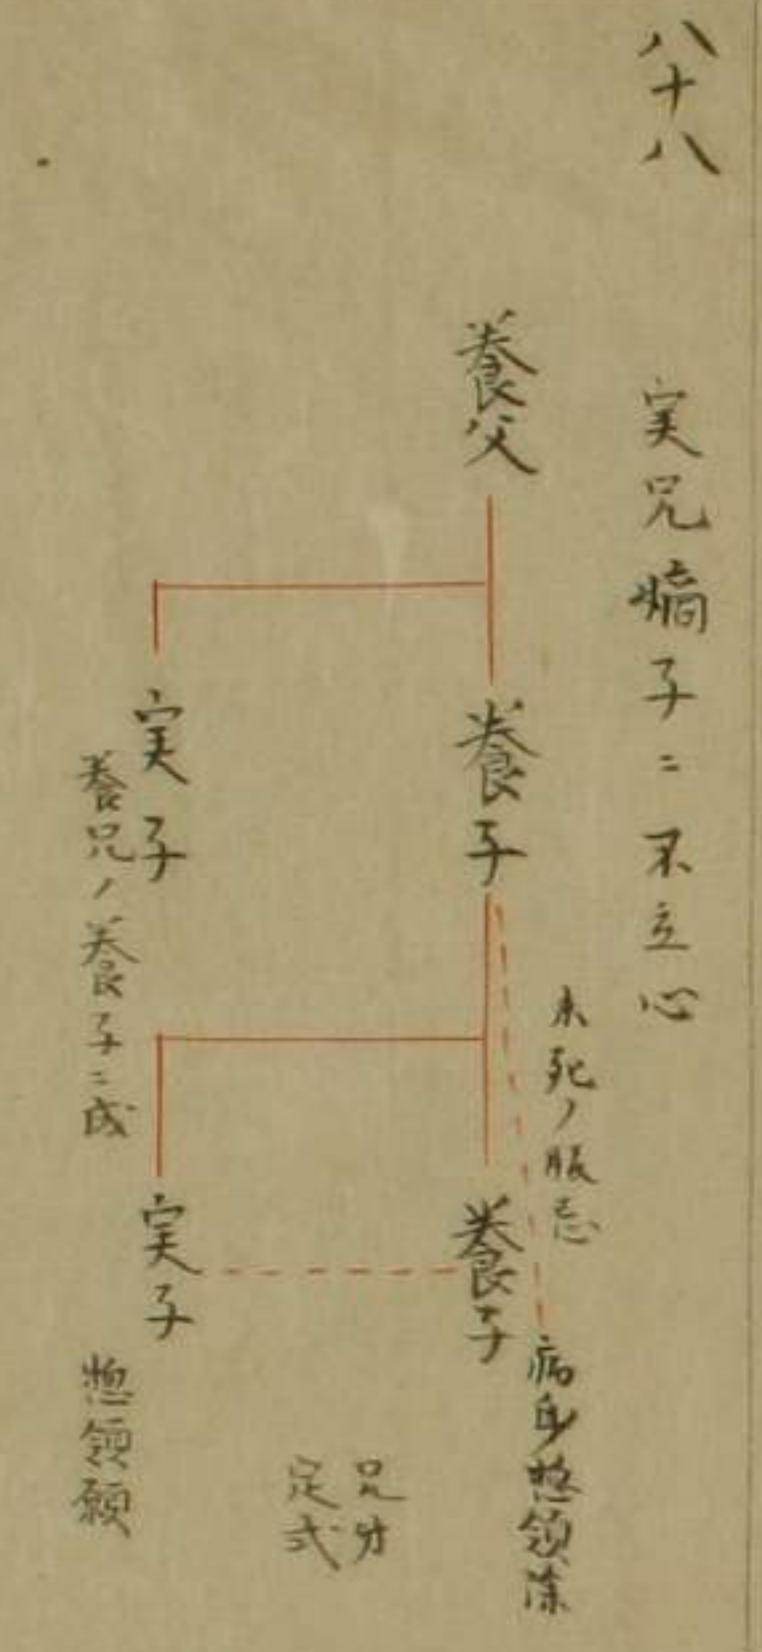 八十八
実兄嫡子ニ不立心
養父
養子
実子
養兄ノ養子ニ成
末死ノ服忌
養子
病身惣領除
実子
惣領願
兄弟
定式